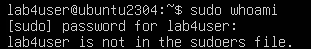 lab4user@ubuntu2304:~$ sudo whoami
[sudo] password for lab4user:
lab4user is not in the sudoers file.